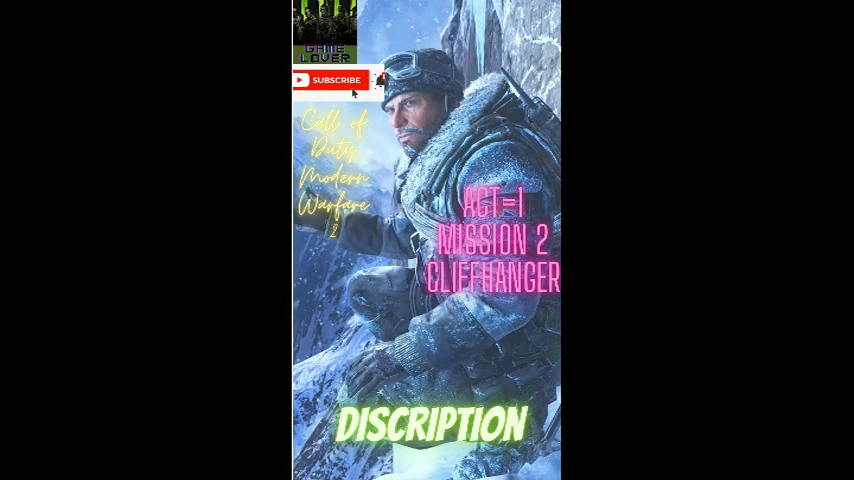 GAME
LOVER
SUBSCRIBE
Call of
Duty
Modern
Warfare
2
ACT=1
MISSION 2
CLIFFHANGER
DISCRIPTION